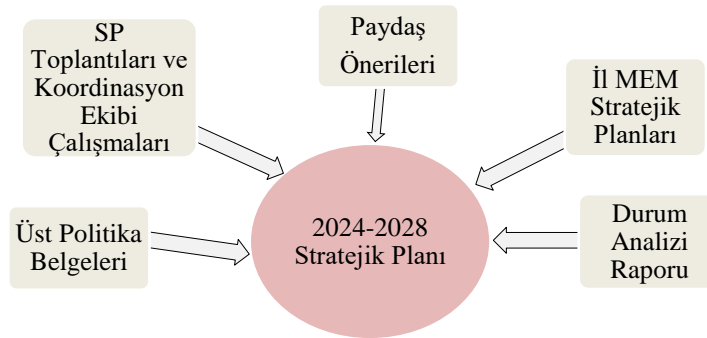 SP
Toplantıları ve
Koordinasyon
Ekibi
Çalışmaları
Paydaş
Önerileri
İl MEM
Stratejik
Planları
Üst Politika
Belgeleri
2024-2028
Stratejik Planı
Durum
Analizi
Raporu